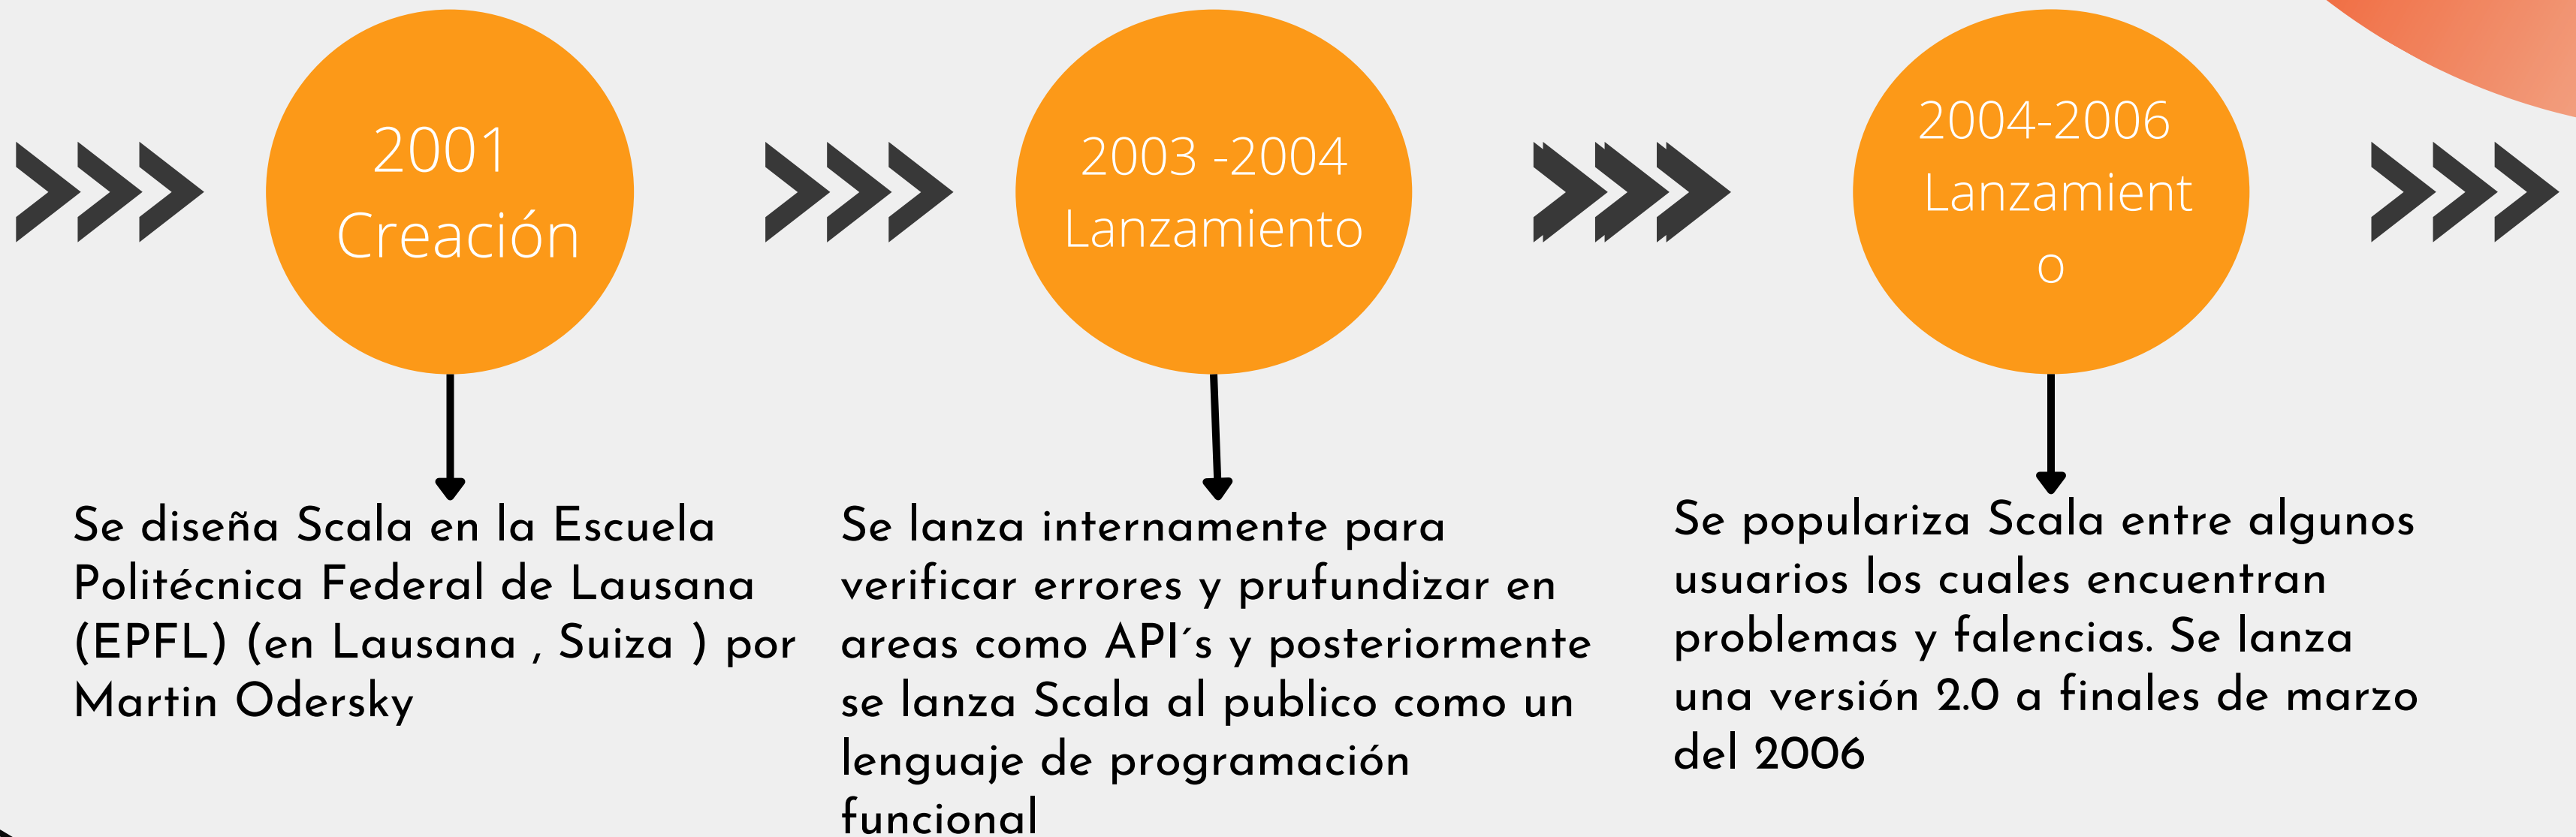 2001
Creación
Se diseña Scala en la Escuela
Politécnica Federal de Lausana
(EPFL) (en Lausana , Suiza ) por
Martin Odersky
2003 -2004
Lanzamiento
Se lanza internamente para
verificar errores y prufundizar en
areas como API´s y posteriormente
se lanza Scala al publico como un
lenguaje de programación
funcional
2004-2006
Lanzamient
o
Se populariza Scala entre algunos
usuarios los cuales encuentran
problemas y falencias. Se lanza
una versión 2.0 a finales de marzo
del 2006